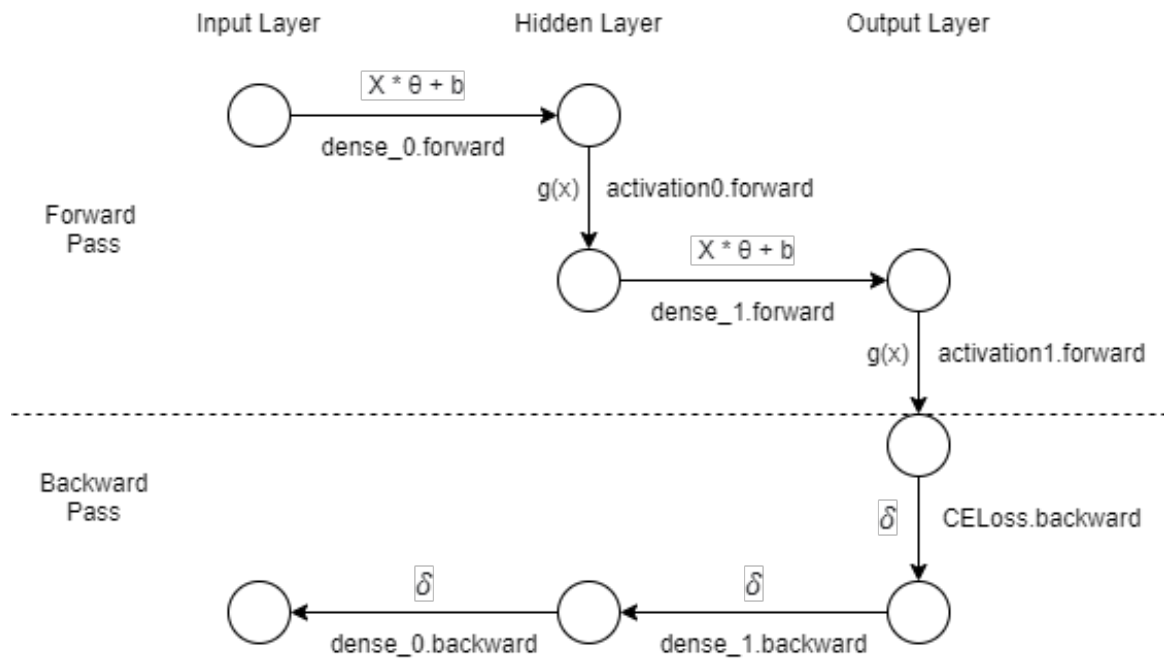 Input Layer
Hidden Layer
Output Layer
X * θ + b
dense_0.forward
g(x)
activation0.forward
Forward
Pass
X * θ + b
dense_1.forward
g(x)
activation1.forward
Backward
Pass
δ
CELoss.backward
δ
δ
dense_0.backward
dense_1.backward